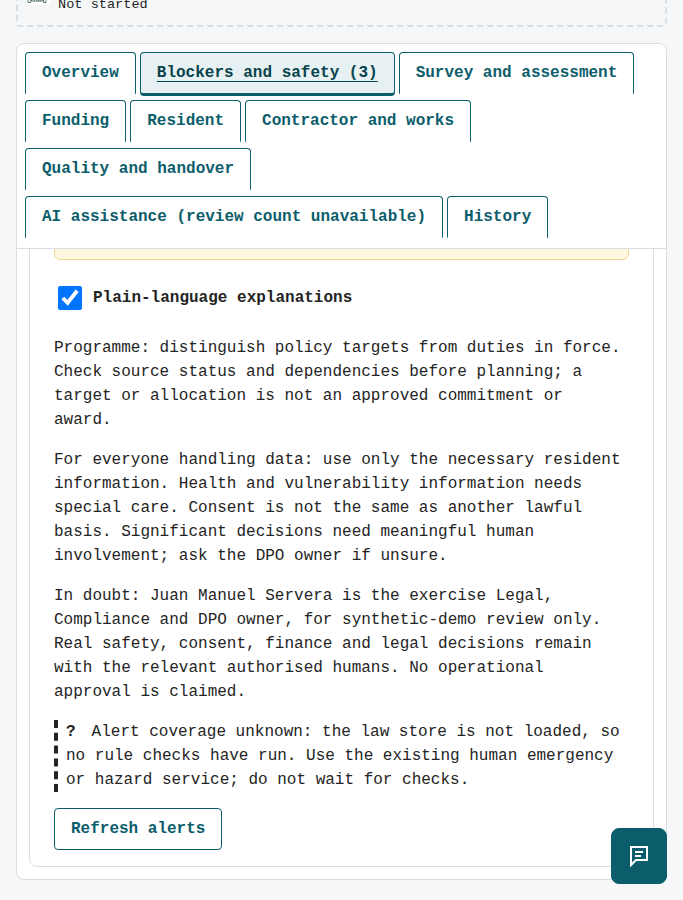 Not started
Overview
Blockers and safety (3)
Survey and assessment
Funding
Resident
Contractor and works
Quality and handover
AI assistance (review count unavailable)
History
Plain-language explanations
Programme: distinguish policy targets from duties in force.
Check source status and dependencies before planning; a
target or allocation is not an approved commitment or
award.
For everyone handling data: use only the necessary resident
information. Health and vulnerability information needs
special care. Consent is not the same as another lawful
basis. Significant decisions need meaningful human
involvement; ask the DPO owner if unsure.
In doubt: Juan Manuel Servera is the exercise Legal,
Compliance and DPO owner, for synthetic-demo review only.
Real safety, consent, finance and legal decisions remain
with the relevant authorised humans. No operational
approval is claimed.
? Alert coverage unknown: the law store is not loaded, so
no rule checks have run. Use the existing human emergency
or hazard service; do not wait for checks.
Refresh alerts